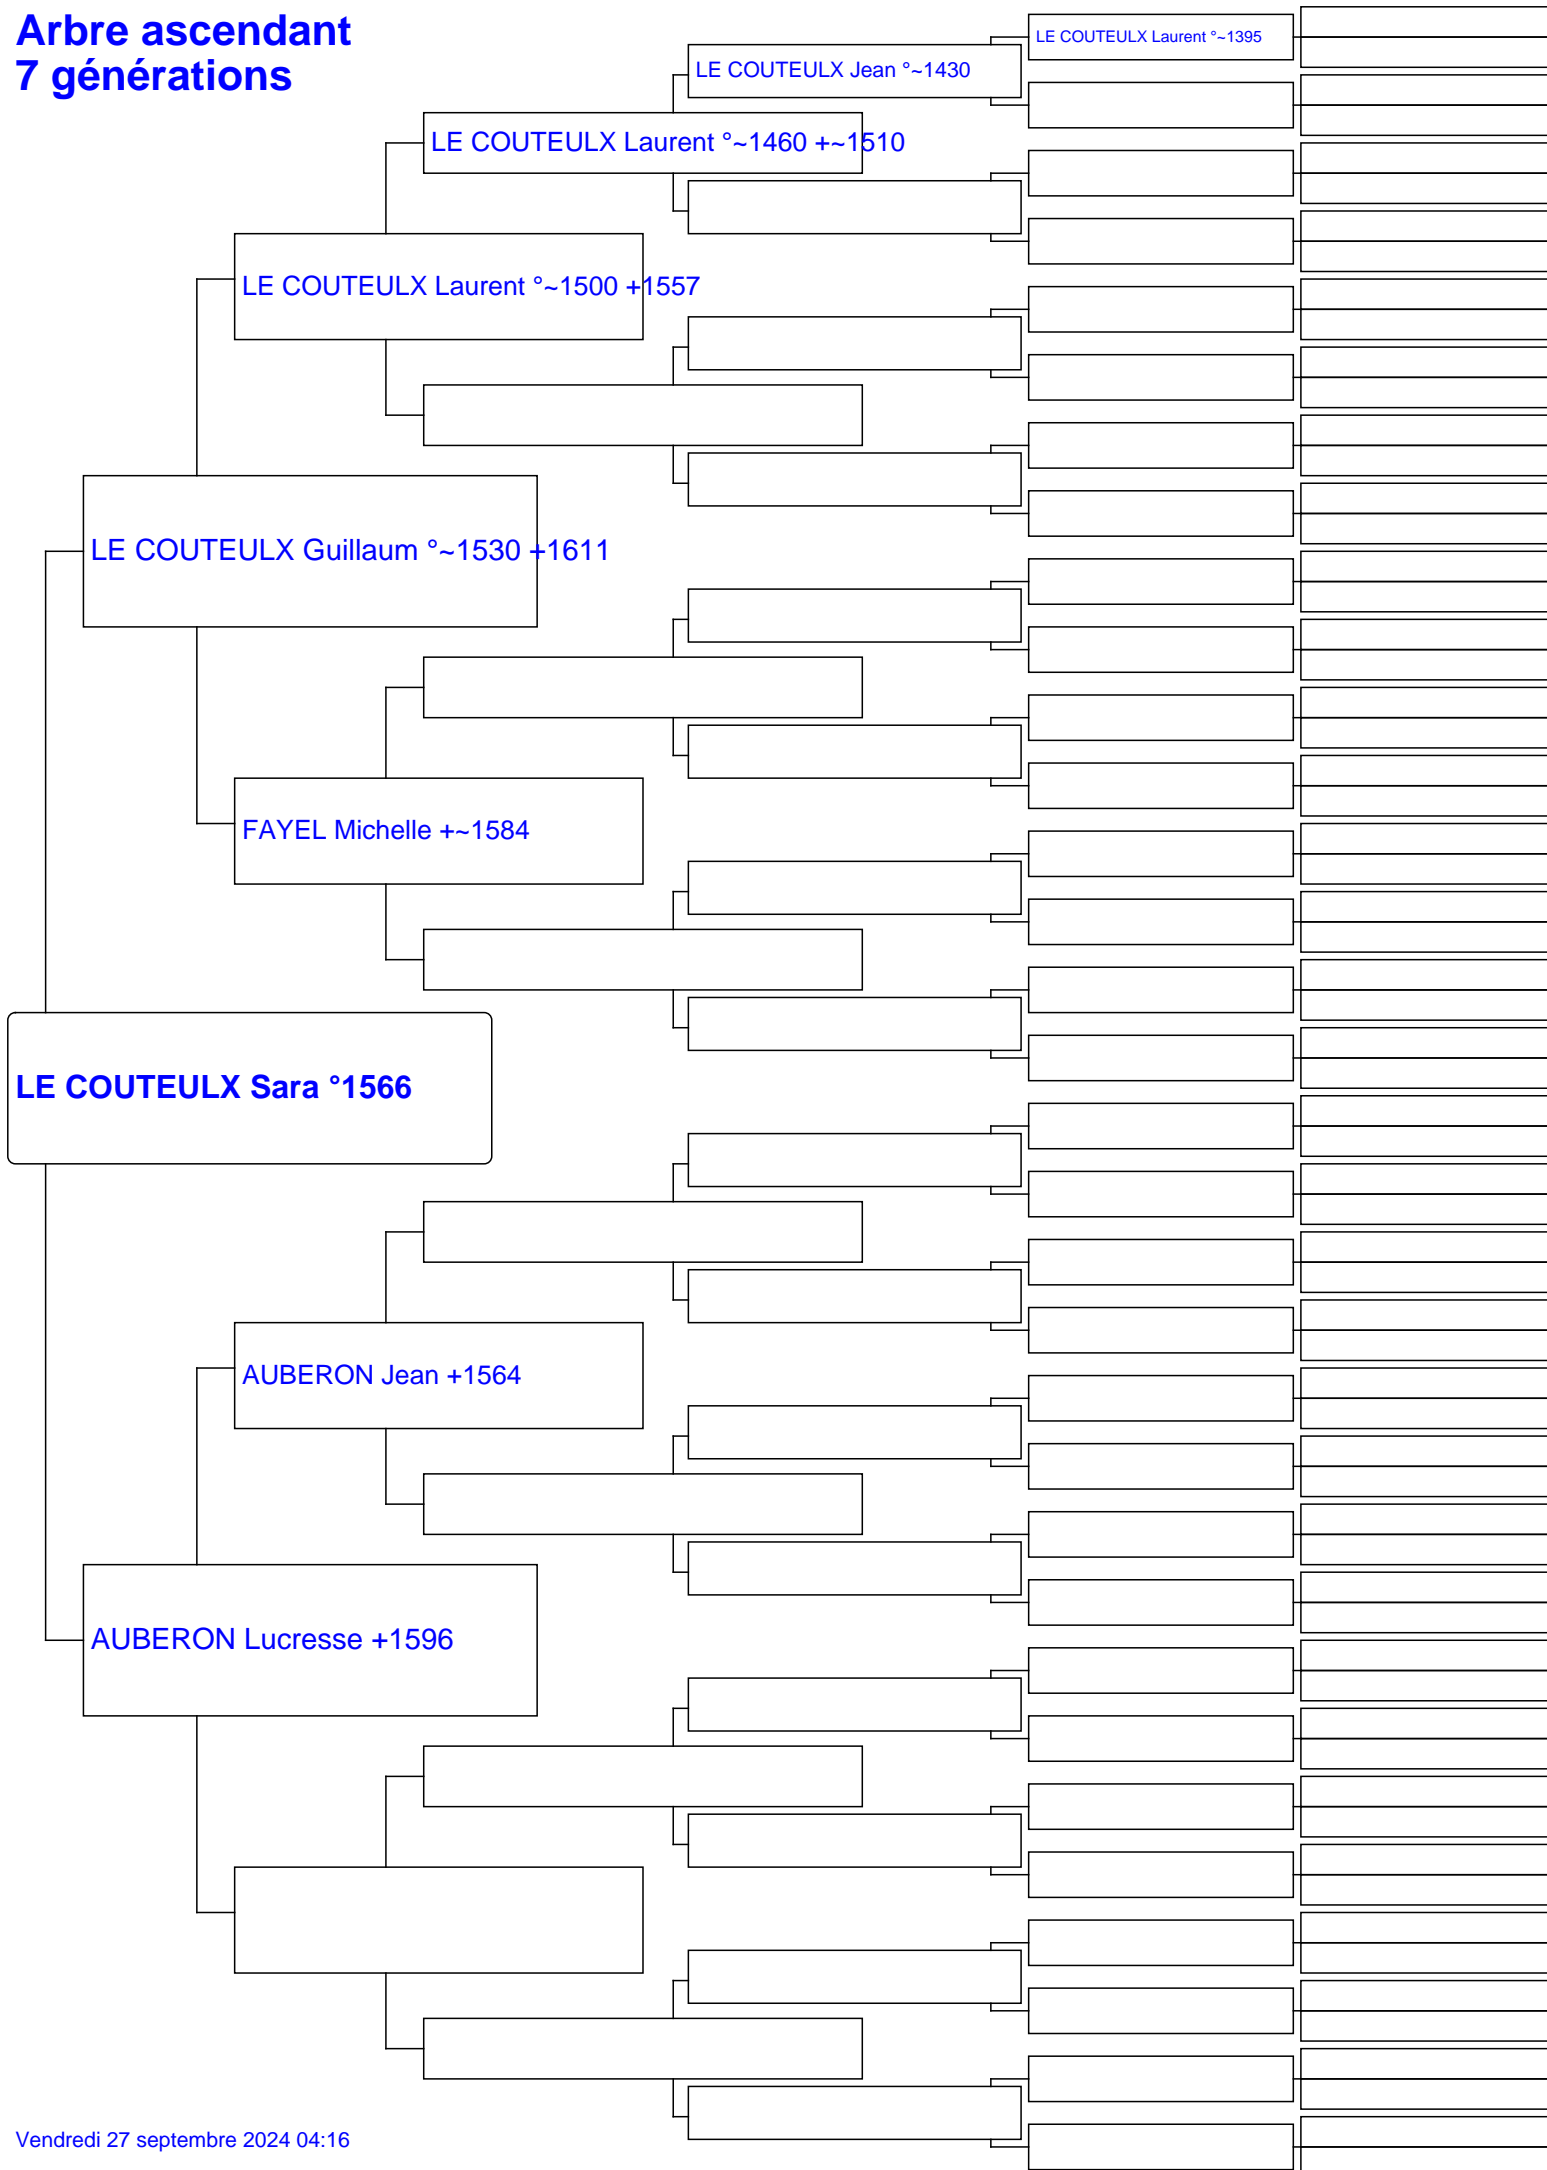 Arbre ascendant
7 générations
LE COUTEULX Laurent °~1395
LE COUTEULX Jean °~1430
LE COUTEULX Laurent °~1460 +~1510
LE COUTEULX Laurent °~1500 +1557
LE COUTEULX Guillaum °~1530 +1611
FAYEL Michelle +~1584
LE COUTEULX Sara °1566
AUBERON Jean +1564
AUBERON Lucresse +1596
Vendredi 27 septembre 2024 04:16